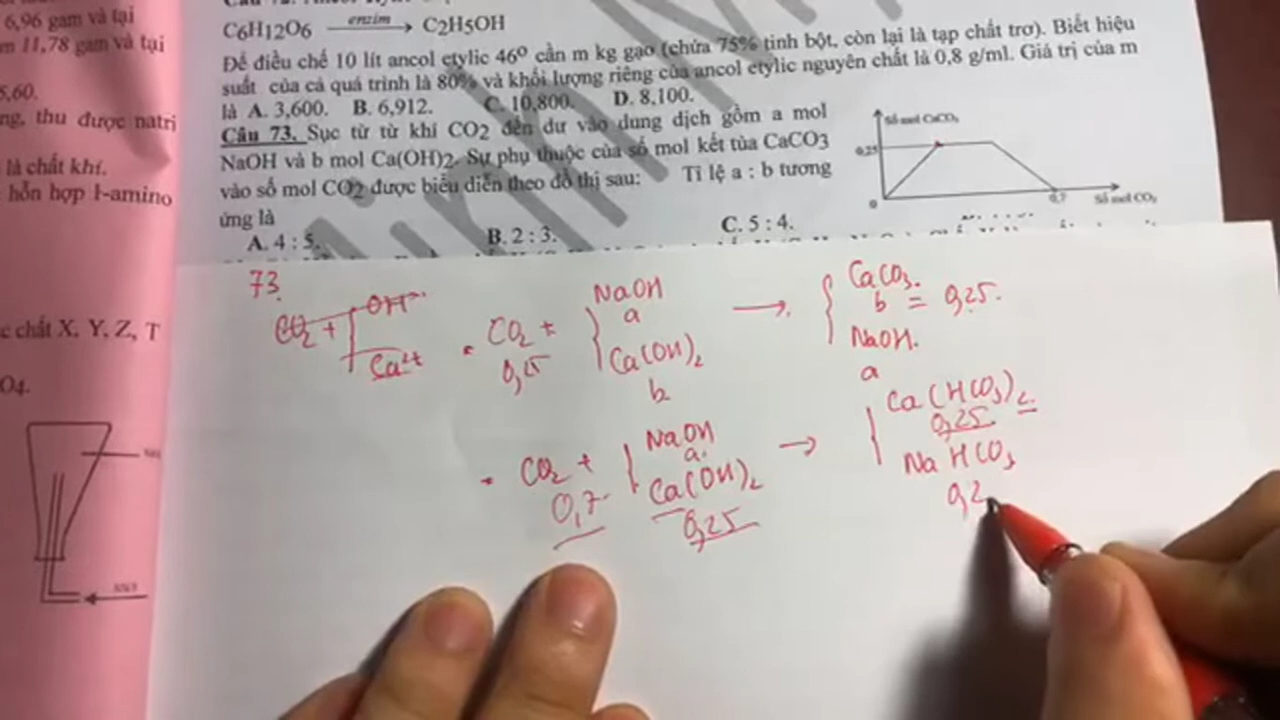 6,96 gam và tại
m 11,78 gam và tại
5,60.
ng, thu được natri
là chất khí.
hỗn hợp 1-amino
c chất X, Y, Z, T
O4.
C6H12O6 enzim C2H5OH
Để điều chế 10 lít ancol etylic 46º cần m kg gạo (chứa 75% tinh bột, còn lại là tạp chất trơ). Biết hiệu
suất của cả quá trình là 80% và khối lượng riêng của ancol etylic nguyên chất là 0,8 g/ml. Giá trị của m
là A. 3,600. B. 6,912. C. 10,800. D. 8,100.
Câu 73. Sục từ từ khí CO2 đến dư vào dung dịch gồm a mol
NaOH và b mol Ca(OH)2. Sự phụ thuộc của số mol kết tủa CaCO3
vào số mol CO2 được biểu diễn theo đồ thị sau: Tỉ lệ a : b tương
ứng là
A. 4 : 5. B. 2 : 3. C. 5 : 4.
Số mol CaCO3
0,25
0
0,7
Số mol CO2
73.
CO2 + OH-
Ca2+
CO2 + NaOH → CaCO3.
0,25 a b = 0,25.
Ca(OH)2 NaOH.
b a
CO2 + NaOH → Ca(HCO3)2
0,7 a 0,25
Ca(OH)2 NaHCO3
0,25 0,2